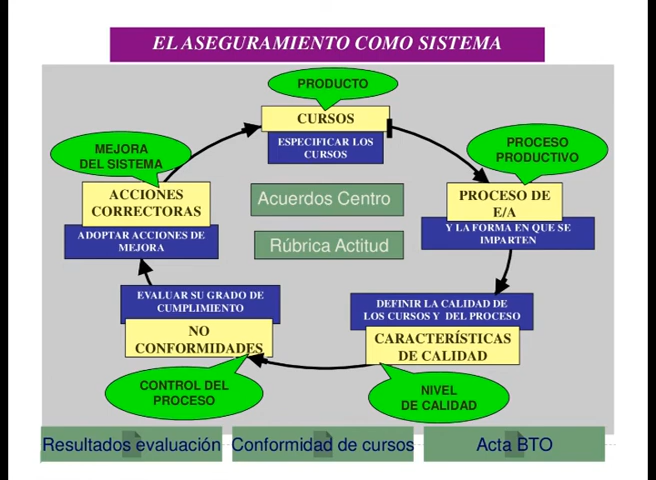 EL ASEGURAMIENTO COMO SISTEMA
PRODUCTO
CURSOS
ESPECIFICAR LOS
CURSOS
PROCESO
PRODUCTIVO
PROCESO DE
E/A
Y LA FORMA EN QUE SE
IMPARTEN
DEFINIR LA CALIDAD DE
LOS CURSOS Y DEL PROCESO
CARACTERÍSTICAS
DE CALIDAD
NIVEL
DE CALIDAD
EVALUAR SU GRADO DE
CUMPLIMIENTO
NO
CONFORMIDADES
CONTROL DEL
PROCESO
MEJORA
DEL SISTEMA
ACCIONES
CORRECTORAS
ADOPTAR ACCIONES DE
MEJORA
Acuerdos Centro
Rúbrica Actitud
Resultados evaluación
Conformidad de cursos
Acta BTO